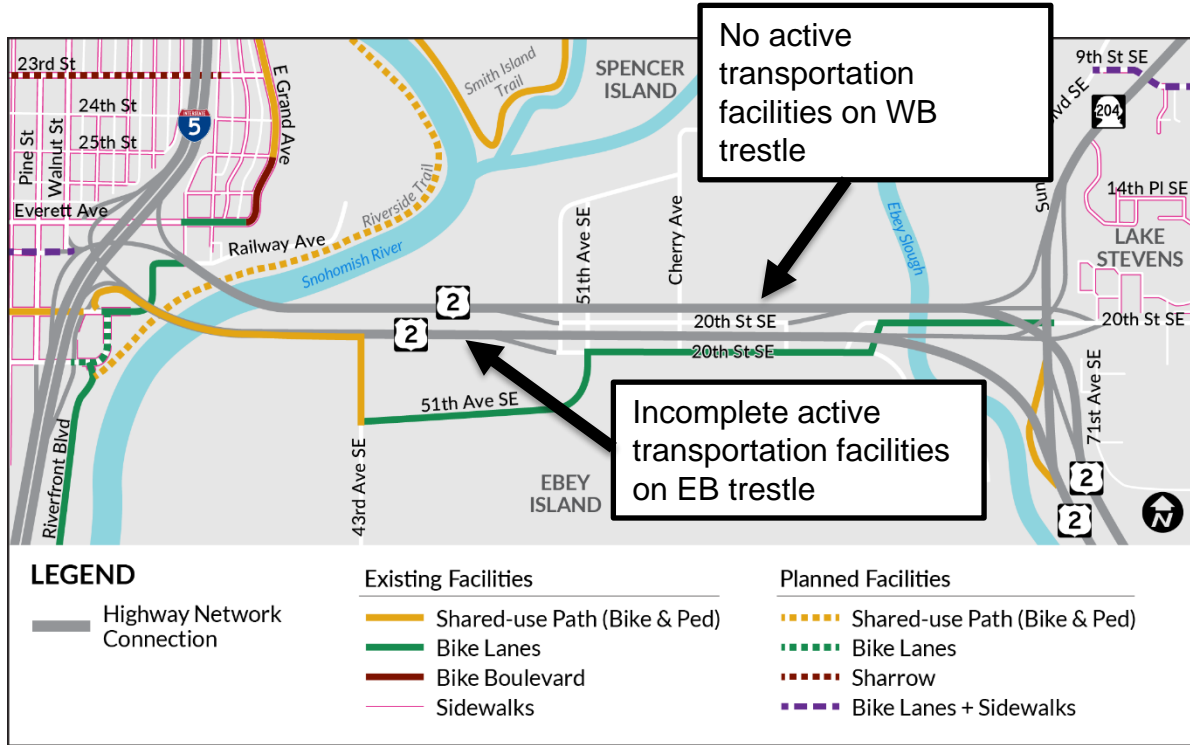 No active
transportation
facilities on WB
trestle
23rd St
24th St
25th St
Pine St
Walnut St
Everett Ave
INTERSTATE
5
E Grand Ave
Railway Ave
Riverside Trail
Snohomish River
Smith Island
Trail
SPENCER
ISLAND
9th St SE
lvd SE
204
Sun
14th Pl SE
LAKE
STEVENS
Ebey Slough
51th Ave SE
Cherry Ave
2
2
20th St SE
20th St SE
20th St SE
51th Ave SE
43rd Ave SE
Riverfront Blvd
EBEY
ISLAND
71st Ave SE
2
2
N
Incomplete active
transportation facilities
on EB trestle
LEGEND
Highway Network
Connection
Existing Facilities
Shared-use Path (Bike & Ped)
Bike Lanes
Bike Boulevard
Sidewalks
Planned Facilities
Shared-use Path (Bike & Ped)
Bike Lanes
Sharrow
Bike Lanes + Sidewalks